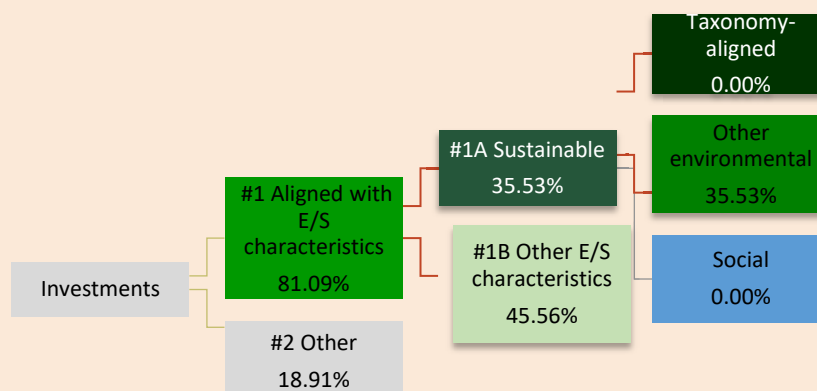 Investments
#1 Aligned with
E/S
characteristics
81.09%
#2 Other
18.91%
#1A Sustainable
35.53%
#1B Other E/S
characteristics
45.56%
Taxonomy-
aligned
0.00%
Other
environmental
35.53%
Social
0.00%